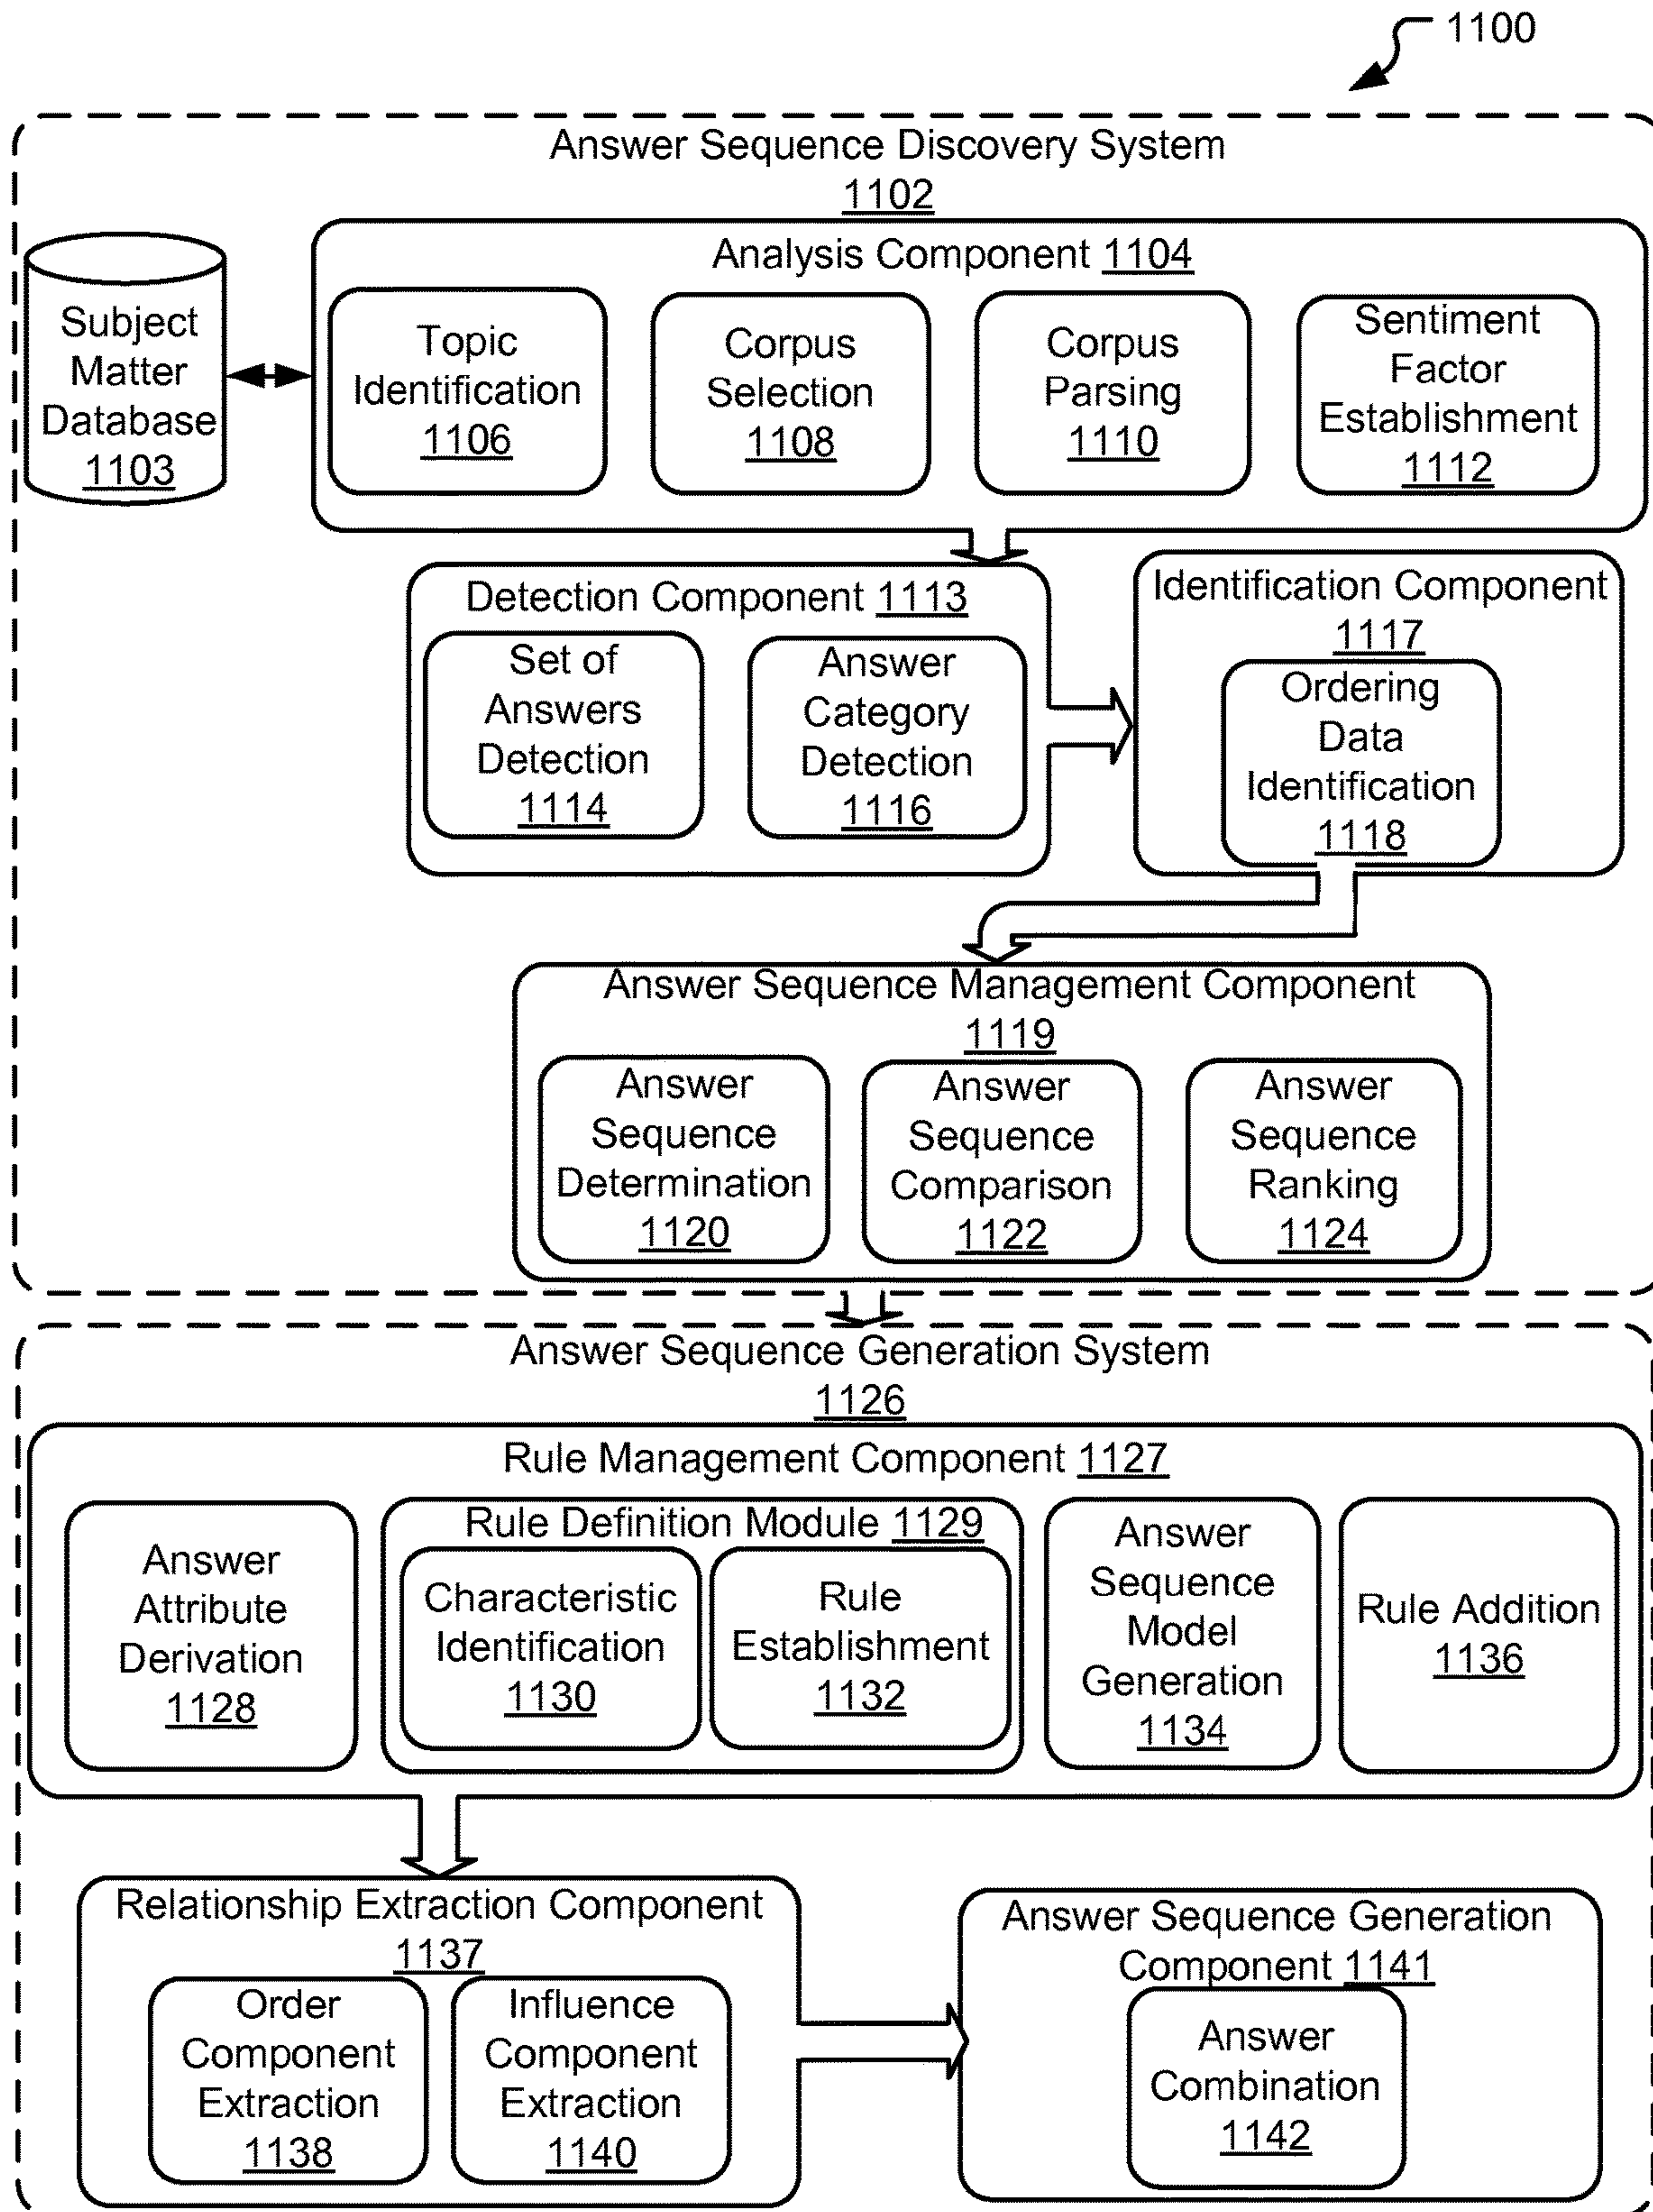 1100
Answer Sequence Discovery System
1102
Subject
Matter
Database
1103
Analysis Component 1104
Topic
Identification
1106
Corpus
Selection
1108
Corpus
Parsing
1110
Sentiment
Factor
Establishment
1112
Detection Component 1113
Set of
Answers
Detection
1114
Answer
Category
Detection
1116
Identification Component
1117
Ordering
Data
Identification
1118
Answer Sequence Management Component
1119
Answer
Sequence
Determination
1120
Answer
Sequence
Comparison
1122
Answer
Sequence
Ranking
1124
Answer Sequence Generation System
1126
Rule Management Component 1127
Answer
Attribute
Derivation
1128
Rule Definition Module 1129
Characteristic
Identification
1130
Rule
Establishment
1132
Answer
Sequence
Model
Generation
1134
Rule Addition
1136
Relationship Extraction Component
1137
Order
Component
Extraction
1138
Influence
Component
Extraction
1140
Answer Sequence Generation
Component 1141
Answer
Combination
1142